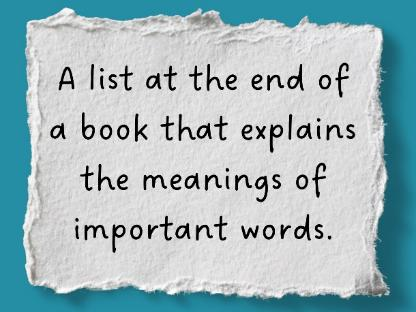 A list at the end of
a book that explains
the meanings of
important words.